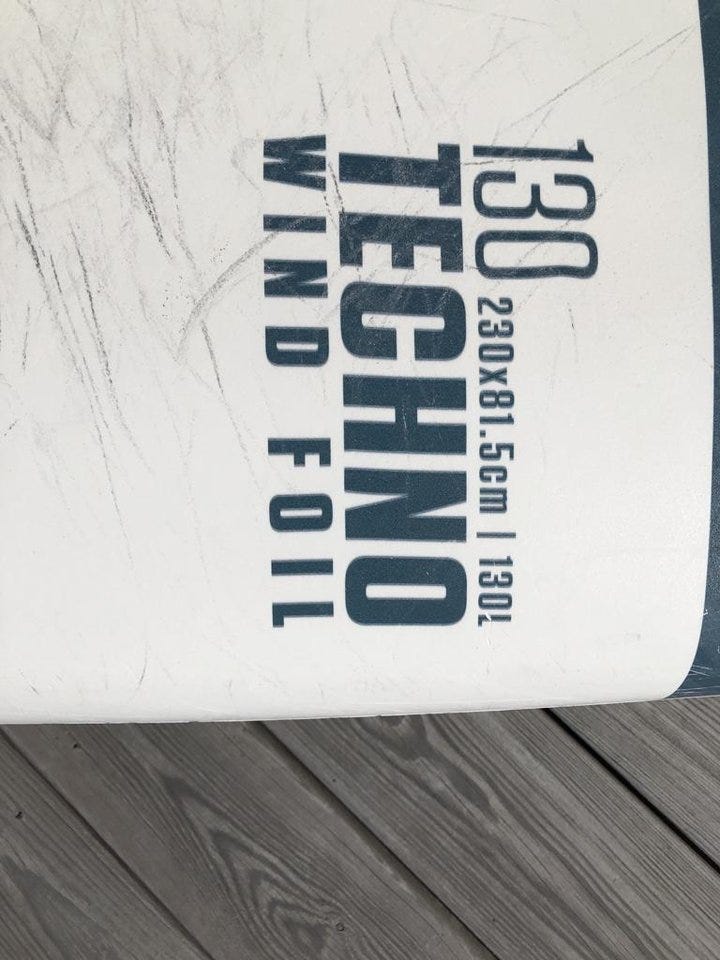 130 230x81.5cm | 130L
TECHNO
WIND FOIL